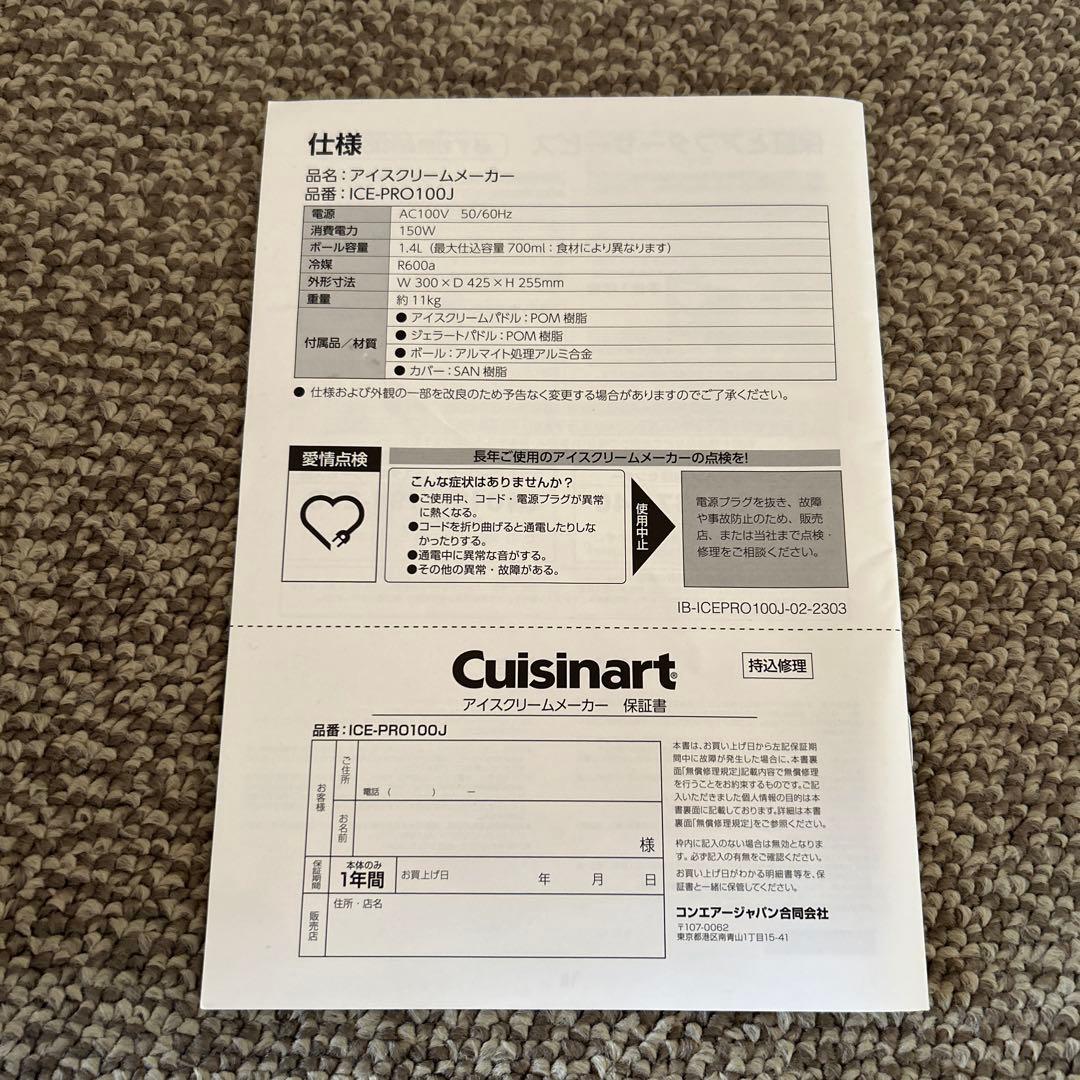 仕様
品名：アイスクリームメーカー
品番：ICE-PRO100J
電源 AC100V 50/60Hz
消費電力 150W
ボール容量 1.4L（最大仕込容量 700ml：食材により異なります）
冷媒 R600a
外形寸法 W 300×D 425×H 255mm
重量 約 11kg
付属品／材質
● アイスクリームパドル：POM 樹脂
● ジェラートパドル：POM 樹脂
● ボール：アルマイト処理アルミ合金
● カバー：SAN 樹脂
● 仕様および外観の一部を改良のため予告なく変更する場合がありますのでご了承ください。
愛情点検
長年ご使用のアイスクリームメーカーの点検を!
こんな症状はありませんか？
●ご使用中、コード・電源プラグが異常
に熱くなる。
●コードを折り曲げると通電したりしな
かったりする。
●通電中に異常な音がする。
●その他の異常・故障がある。
使用中止
電源プラグを抜き、故障
や事故防止のため、販売
店、または当社まで点検・
修理をご相談ください。
IB-ICEPRO100J-02-2303
Cuisinart®
持込修理
アイスクリームメーカー 保証書
品番：ICE-PRO100J
お客様
ご住所
電話 （ ） ー
お名前
様
保証期間
本体のみ
1年間
お買上げ日 年 月 日
販売店
住所・店名
本書は、お買い上げ日から左記保証期
間中に故障が発生した場合に、本書裏
面「無償修理規定」記載内容で無償修理
を行うことをお約束するものです。ご記
入いただきました個人情報の目的は本
書裏面に記載しております。詳細は本書
裏面「無償修理規定」をご参照ください。
枠内に記入のない場合は無効となりま
す。必ず記入の有無をご確認ください。
お買い上げ日がわかる明細書等を、保
証書と一緒に保管してください。
コンエアージャパン合同会社
〒107-0062
東京都港区南青山1丁目15-41